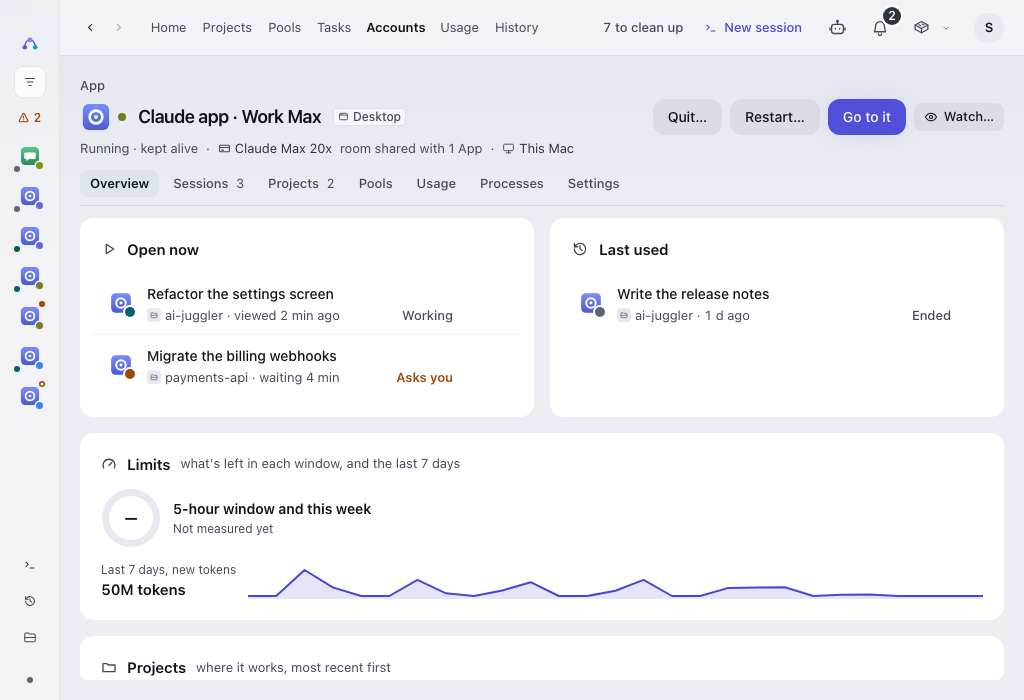 Home Projects Pools Tasks Accounts Usage History 7 to clean up New session 2 S
2
App
Claude app · Work Max Desktop Quit... Restart... Go to it Watch...
Running · kept alive · Claude Max 20x room shared with 1 App · This Mac
Overview Sessions 3 Projects 2 Pools Usage Processes Settings
Open now
Refactor the settings screen
ai-juggler · viewed 2 min ago Working
Migrate the billing webhooks
payments-api · waiting 4 min Asks you
Last used
Write the release notes
ai-juggler · 1 d ago Ended
Limits what's left in each window, and the last 7 days
– 5-hour window and this week
Not measured yet
Last 7 days, new tokens
50M tokens
Projects where it works, most recent first